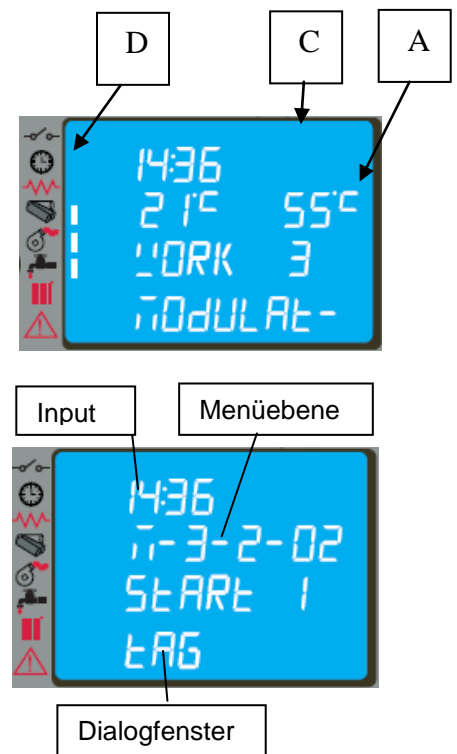 D C A
14:36
21°C 55°C
WORK 3
MODULAt-
Input Menüebene
14:36
M-3-2-02
StARt 1
tAG
Dialogfenster